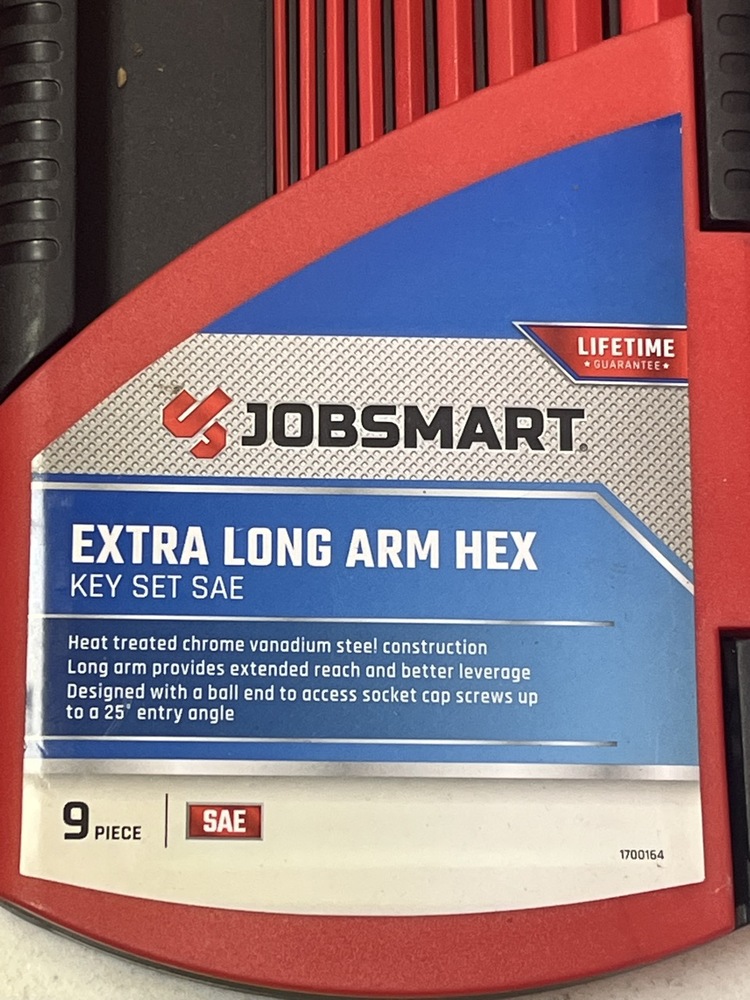 LIFETIME
★ GUARANTEE ★
JS JOBSMART®
EXTRA LONG ARM HEX
KEY SET SAE
Heat treated chrome vanadium steel construction
Long arm provides extended reach and better leverage
Designed with a ball end to access socket cap screws up
to a 25° entry angle
9 PIECE SAE
1700164